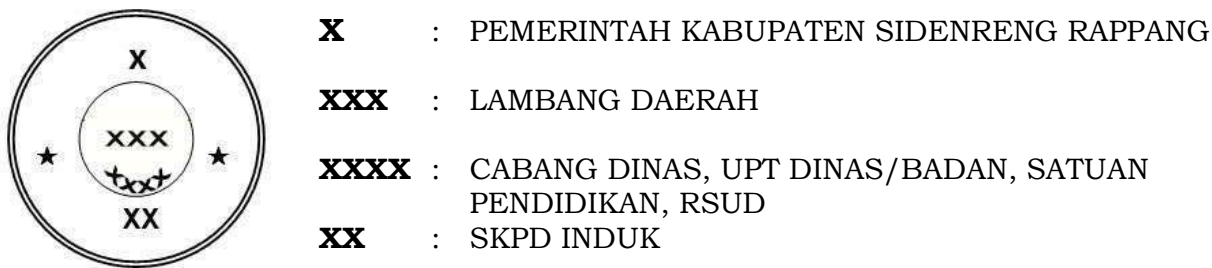 X
XXX
XXXX
XX
X : PEMERINTAH KABUPATEN SIDENRENG RAPPANG
XXX : LAMBANG DAERAH
XXXX : CABANG DINAS, UPT DINAS/BADAN, SATUAN
PENDIDIKAN, RSUD
XX : SKPD INDUK